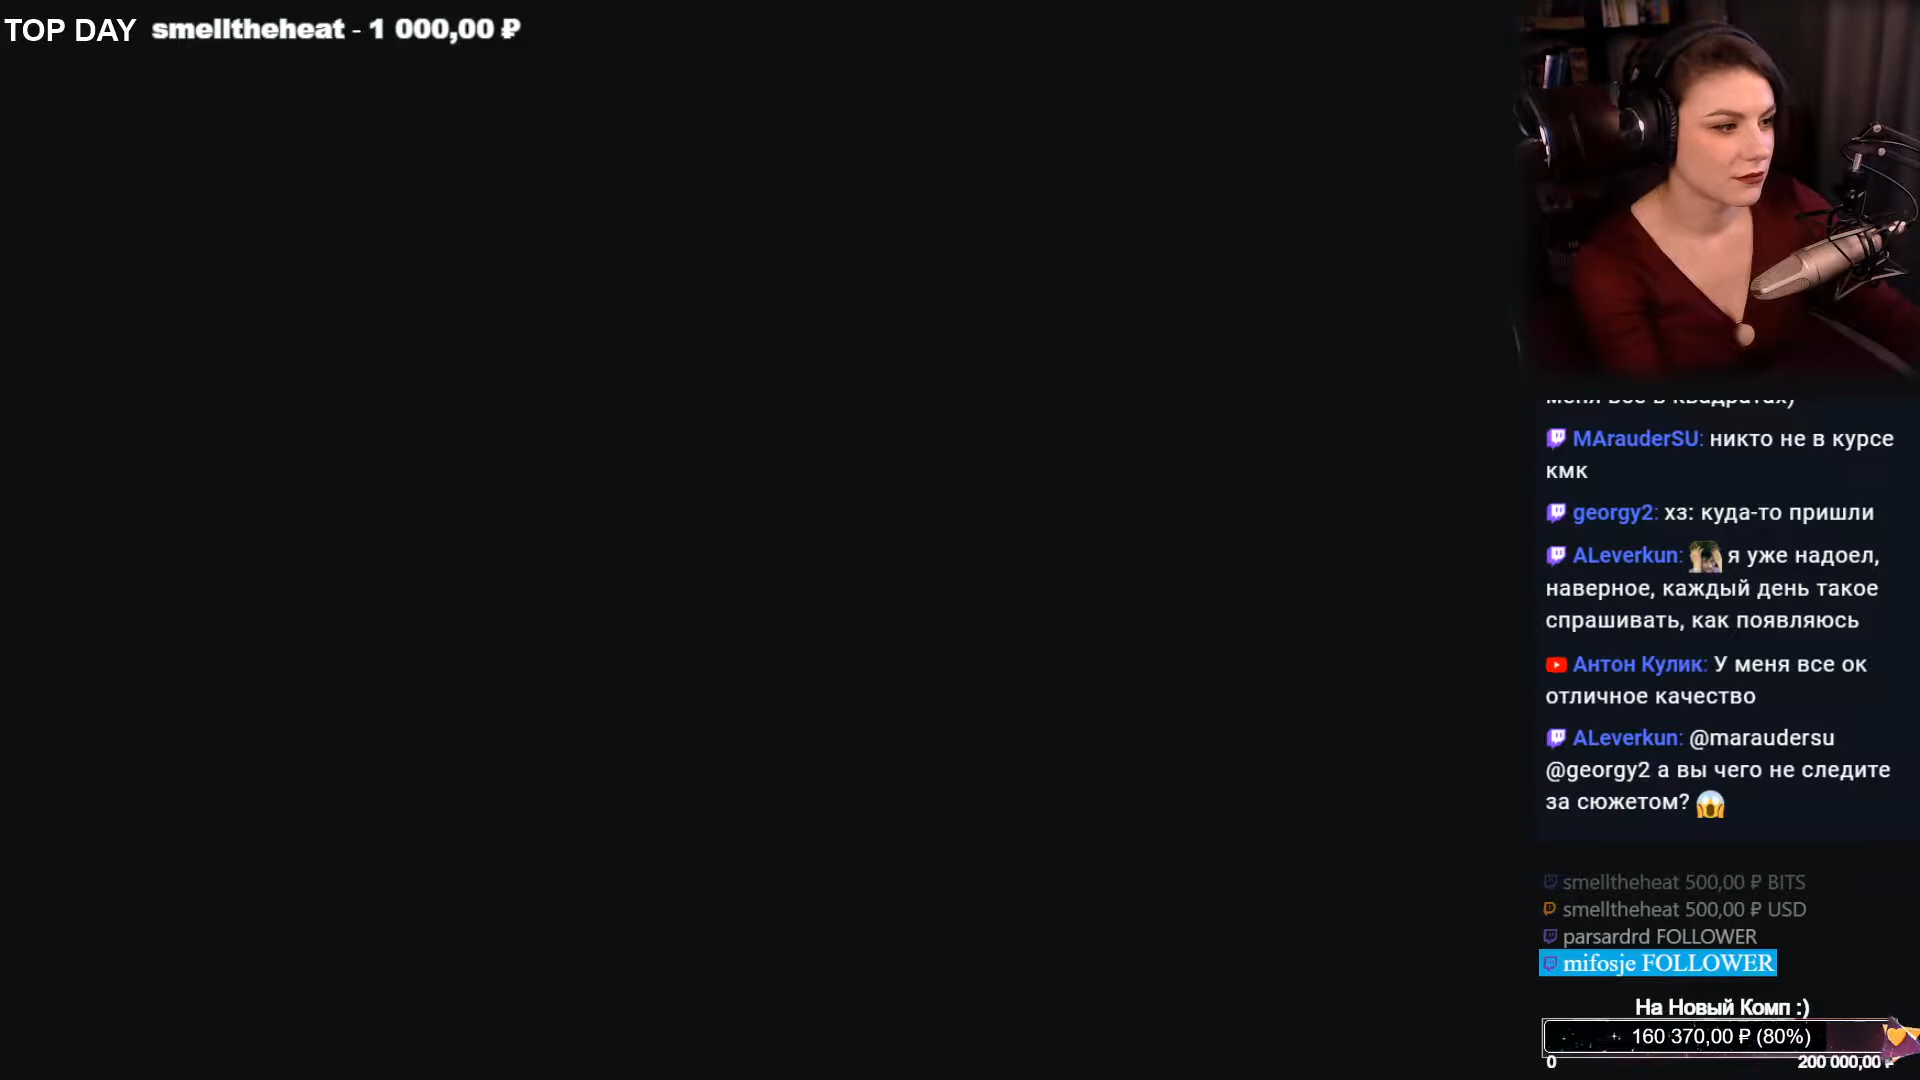 TOP DAY smelltheheat - 1 000,00 ₽
меня все в квадратах)
MArauderSU: никто не в курсе
кмк
georgy2: хз: куда-то пришли
ALeverkun: я уже надоел,
наверное, каждый день такое
спрашивать, как появляюсь
Антон Кулик: У меня все ок
отличное качество
ALeverkun: @maraudersu
@georgy2 а вы чего не следите
за сюжетом?
smelltheheat 500,00 ₽ BITS
smelltheheat 500,00 ₽ USD
parsardrd FOLLOWER
mifosje FOLLOWER
На Новый Комп :)
160 370,00 ₽ (80%)
0 200 000,00 ₽